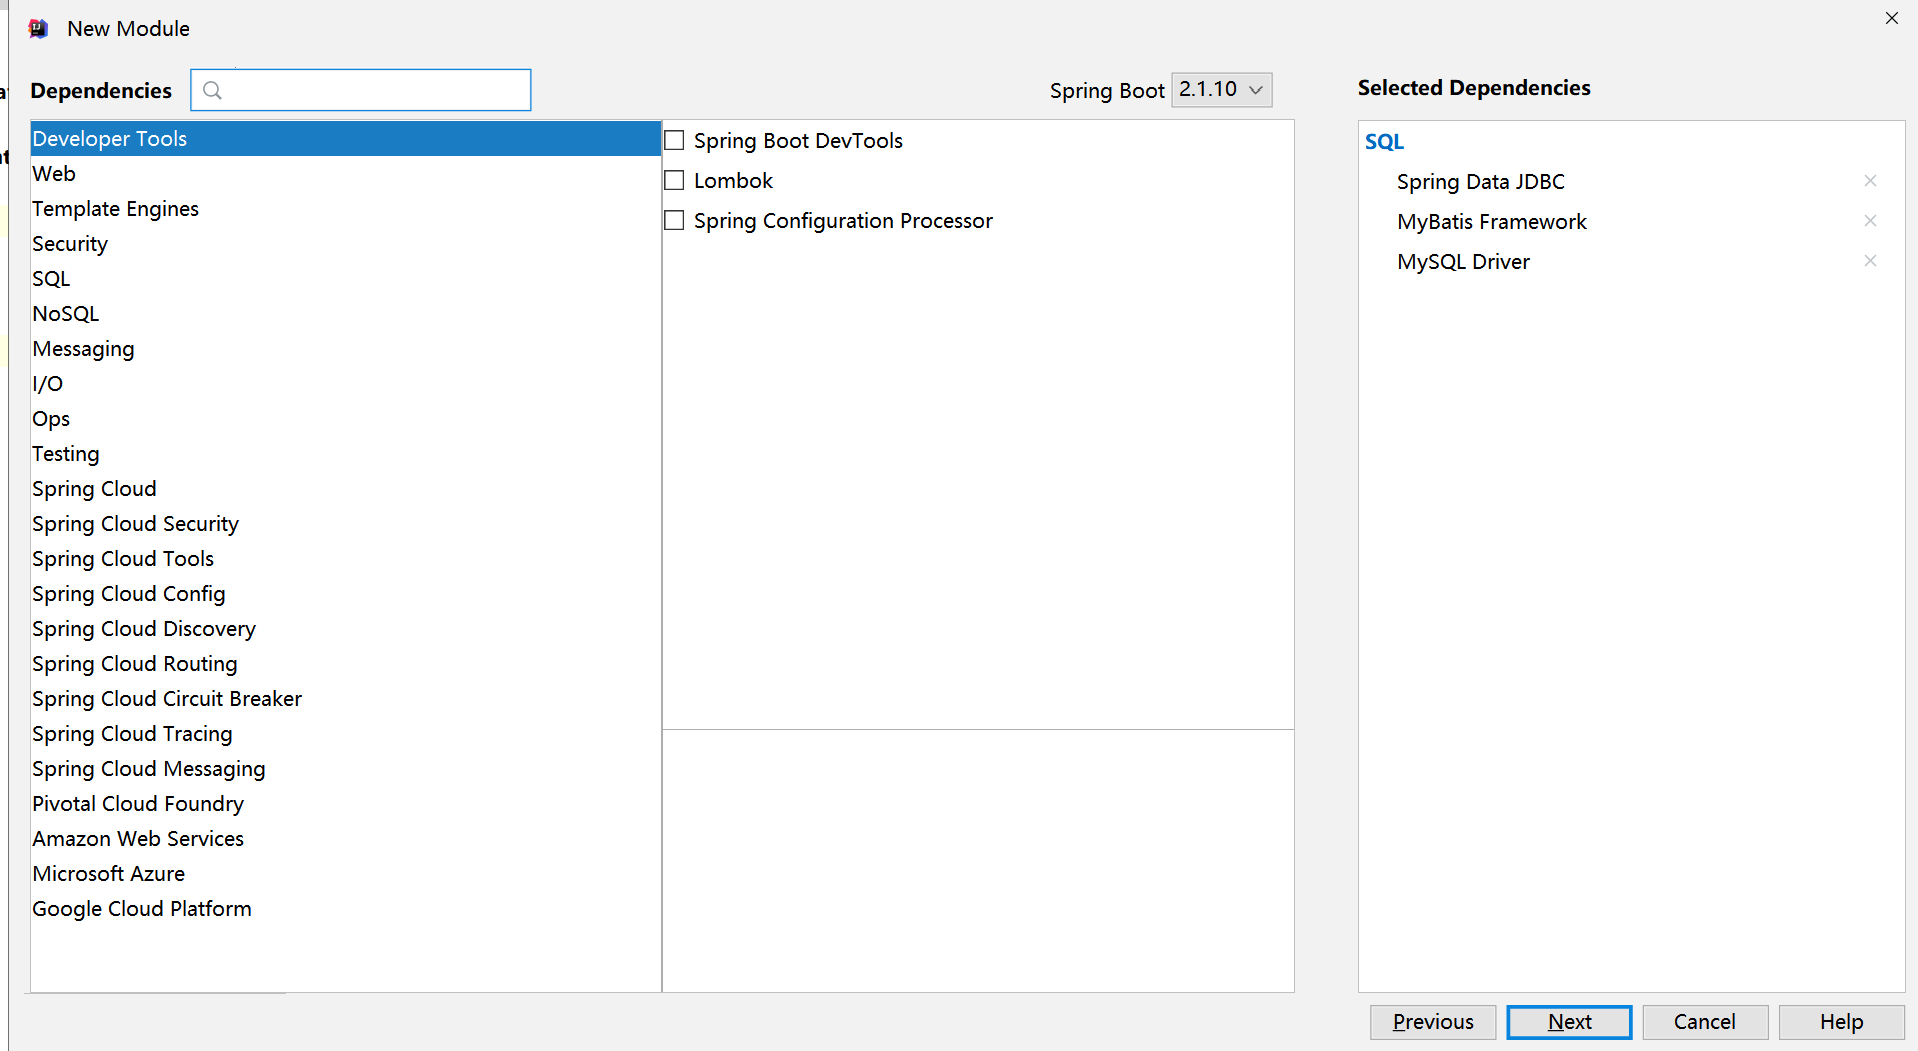 New Module
Dependencies
Spring Boot 2.1.10
Selected Dependencies
Developer Tools
Web
Template Engines
Security
SQL
NoSQL
Messaging
I/O
Ops
Testing
Spring Cloud
Spring Cloud Security
Spring Cloud Tools
Spring Cloud Config
Spring Cloud Discovery
Spring Cloud Routing
Spring Cloud Circuit Breaker
Spring Cloud Tracing
Spring Cloud Messaging
Pivotal Cloud Foundry
Amazon Web Services
Microsoft Azure
Google Cloud Platform
Spring Boot DevTools
Lombok
Spring Configuration Processor
SQL
Spring Data JDBC
MyBatis Framework
MySQL Driver
Previous
Next
Cancel
Help